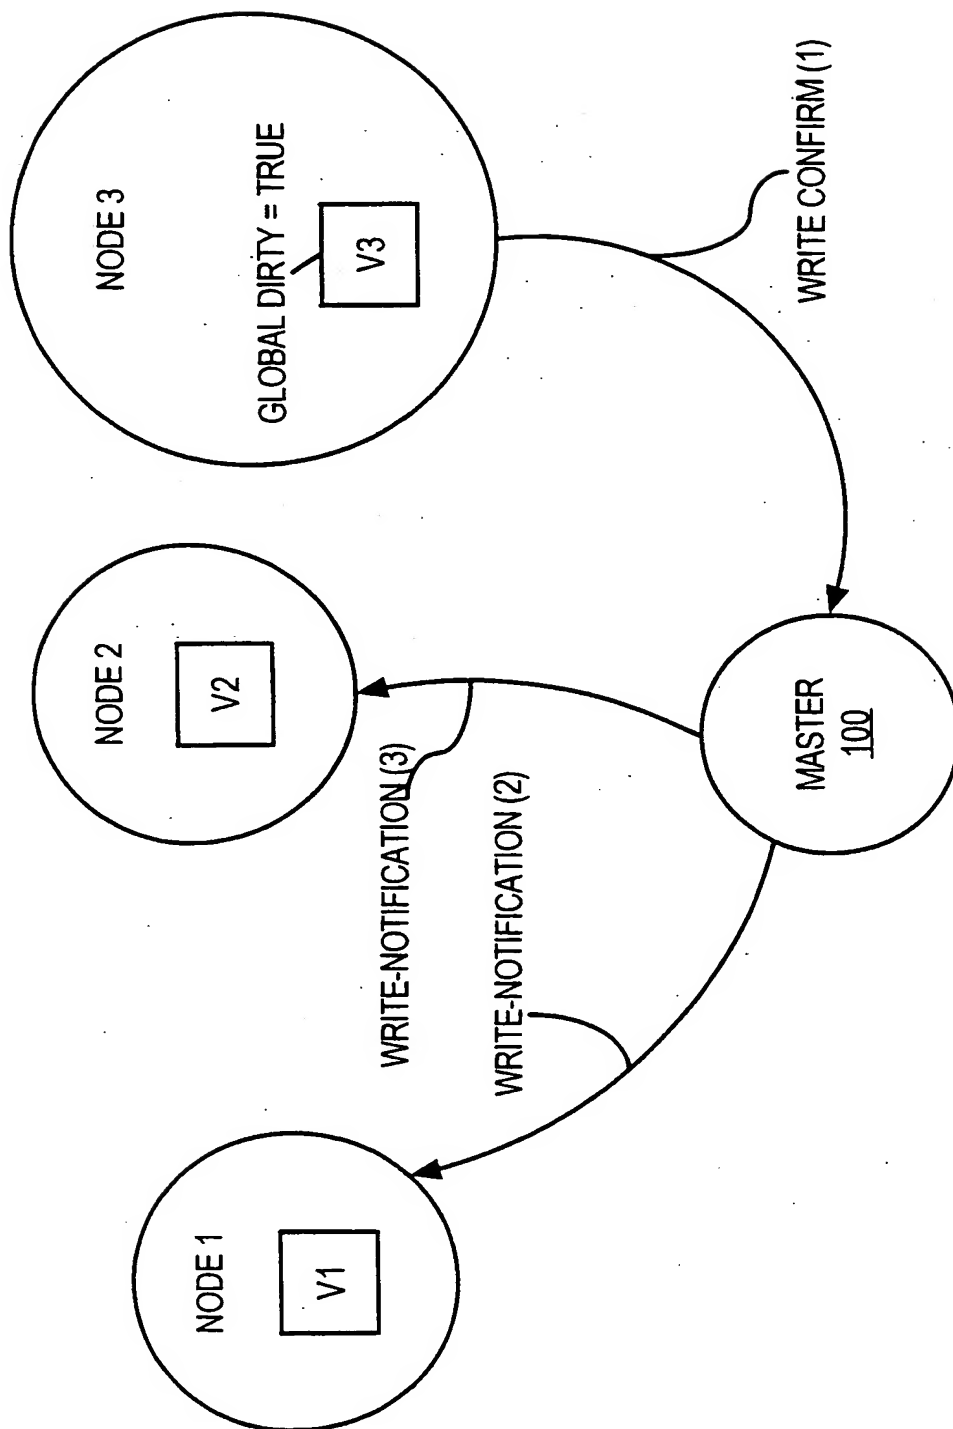 NODE 1
V1
NODE 2
V2
NODE 3
GLOBAL DIRTY = TRUE
V3
WRITE-NOTIFICATION (3)
WRITE-NOTIFICATION (2)
MASTER
100
WRITE CONFIRM (1)